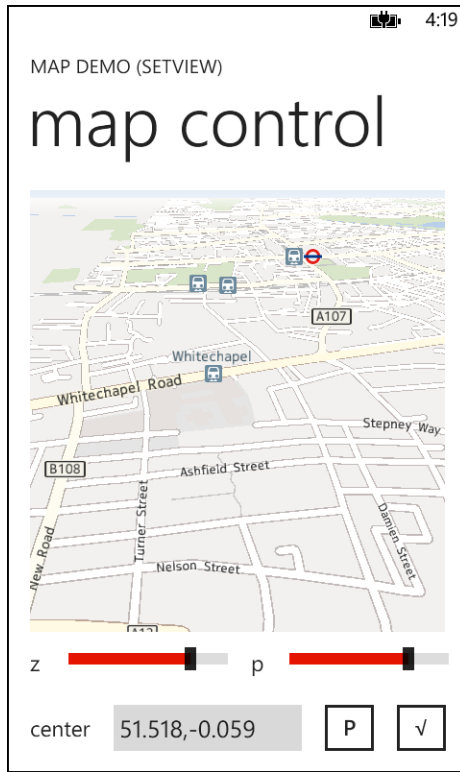 4:19
MAP DEMO (SETVIEW)
map control
A107
Whitechapel
Whitechapel Road
Stepney Way
B108
Ashfield Street
Turner Street
Damien Street
New Road
Nelson Street
A13
z p
center 51.518,-0.059 P √